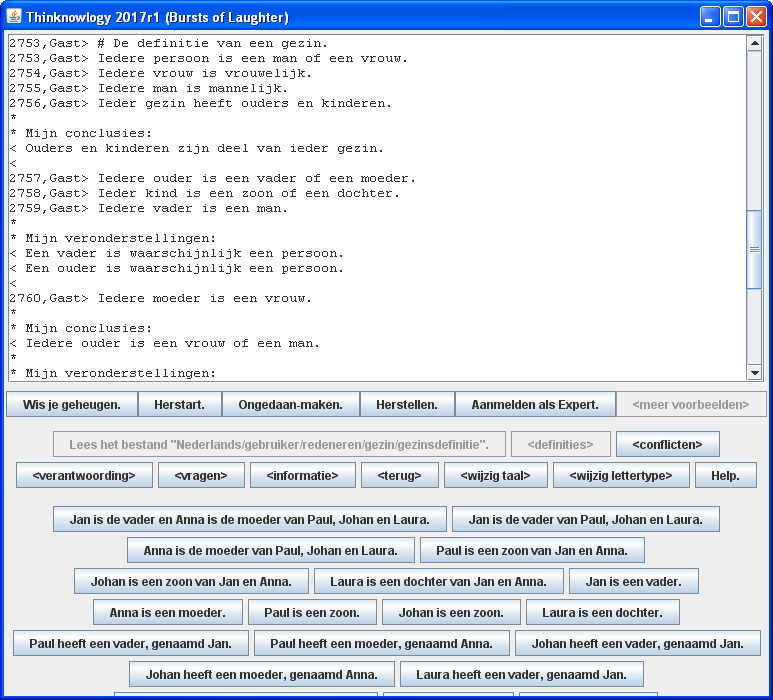 Thinknowlogy 2017r1 (Bursts of Laughter)
2753,Gast> # De definitie van een gezin.
2753,Gast> Iedere persoon is een man of een vrouw.
2754,Gast> Iedere vrouw is vrouwelijk.
2755,Gast> Iedere man is mannelijk.
2756,Gast> Ieder gezin heeft ouders en kinderen.
*
* Mijn conclusies:
< Ouders en kinderen zijn deel van ieder gezin.
<
2757,Gast> Iedere ouder is een vader of een moeder.
2758,Gast> Ieder kind is een zoon of een dochter.
2759,Gast> Iedere vader is een man.
*
* Mijn veronderstellingen:
< Een vader is waarschijnlijk een persoon.
< Een ouder is waarschijnlijk een persoon.
<
2760,Gast> Iedere moeder is een vrouw.
*
* Mijn conclusies:
< Iedere ouder is een vrouw of een man.
*
* Mijn veronderstellingen:
Wis je geheugen. Herstart. Ongedaan-maken. Herstellen. Aanmelden als Expert. <meer voorbeelden>
Lees het bestand "Nederlands/gebruiker/redeneren/gezin/gezinsdefinitie". <definities> <conflicten>
<verantwoording> <vragen> <informatie> <terug> <wijzig taal> <wijzig lettertype> Help.
Jan is de vader en Anna is de moeder van Paul, Johan en Laura. Jan is de vader van Paul, Johan en Laura.
Anna is de moeder van Paul, Johan en Laura. Paul is een zoon van Jan en Anna.
Johan is een zoon van Jan en Anna. Laura is een dochter van Jan en Anna. Jan is een vader.
Anna is een moeder. Paul is een zoon. Johan is een zoon. Laura is een dochter.
Paul heeft een vader, genaamd Jan. Paul heeft een moeder, genaamd Anna. Johan heeft een vader, genaamd Jan.
Johan heeft een moeder, genaamd Anna. Laura heeft een vader, genaamd Jan.